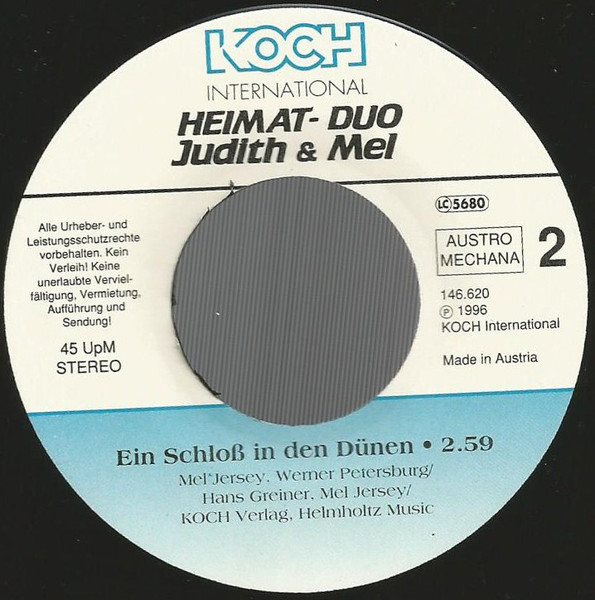 KOCH
INTERNATIONAL
HEIMAT- DUO
Judith & Mel
Alle Urheber- und
Leistungsschutzrechte
vorbehalten. Kein
Verleih! Keine
unerlaubte Verviel-
fältigung, Vermietung,
Aufführung und
Sendung!
45 UpM
STEREO
LC 5680
AUSTRO
MECHANA
2
146.620
℗ 1996
KOCH International
Made in Austria
Ein Schloß in den Dünen • 2.59
Mel Jersey, Werner Petersburg/
Hans Greiner, Mel Jersey/
KOCH Verlag, Helmholtz Music